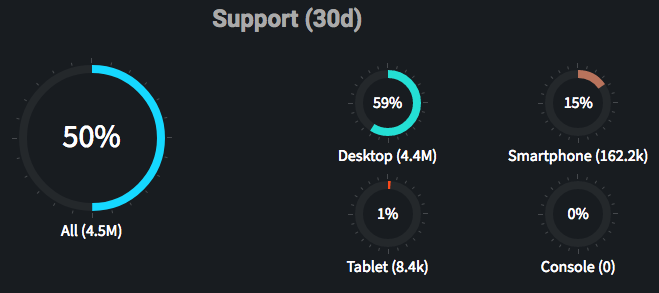 Support (30d)
50%
All (4.5M)
59%
Desktop (4.4M)
15%
Smartphone (162.2k)
1%
Tablet (8.4k)
0%
Console (0)